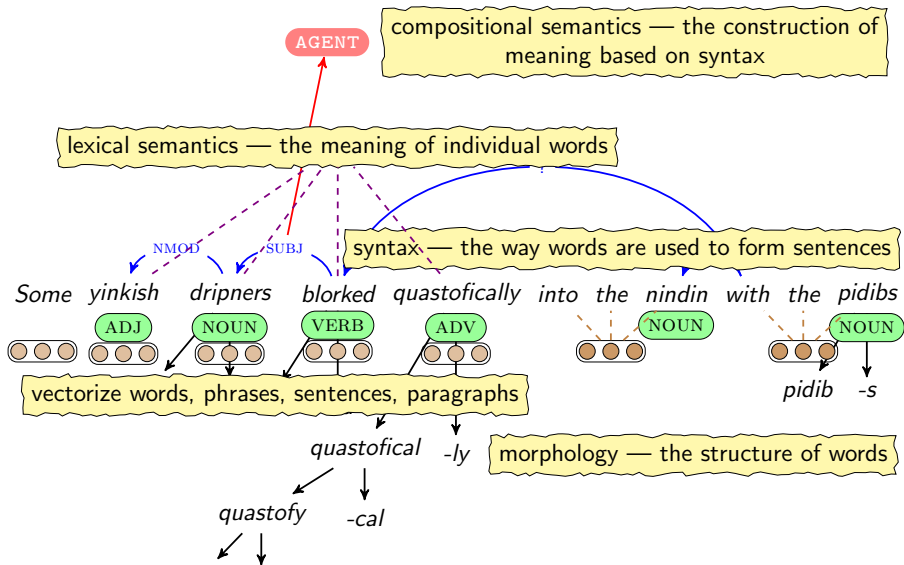 AGENT
compositional semantics — the construction of
meaning based on syntax
lexical semantics — the meaning of individual words
NMOD SUBJ
syntax — the way words are used to form sentences
Some yinkish dripners blorked quastofically into the nindin with the pidibs
ADJ NOUN VERB ADV NOUN NOUN
vectorize words, phrases, sentences, paragraphs
pidib -s
quastofical -ly
morphology — the structure of words
quastofy -cal